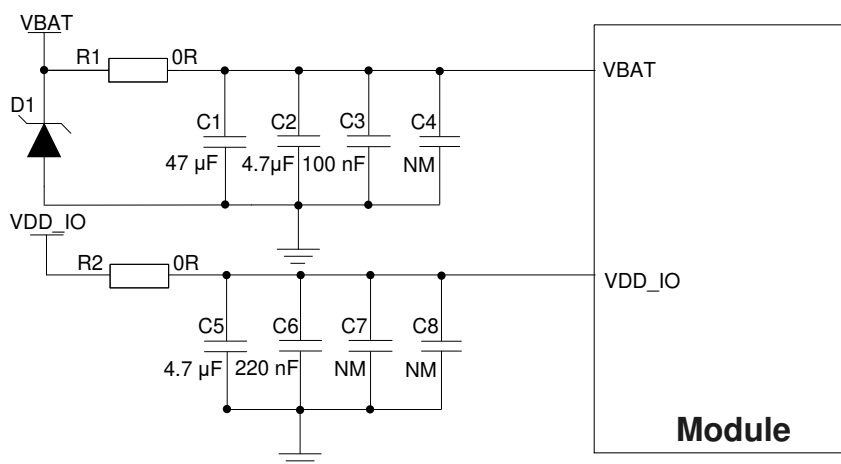 VBAT
R1 0R
VBAT
D1
C1 C2 C3 C4
47 µF 4.7µF 100 nF NM
VDD_IO
R2 0R
VDD_IO
C5 C6 C7 C8
4.7 µF 220 nF NM NM
Module